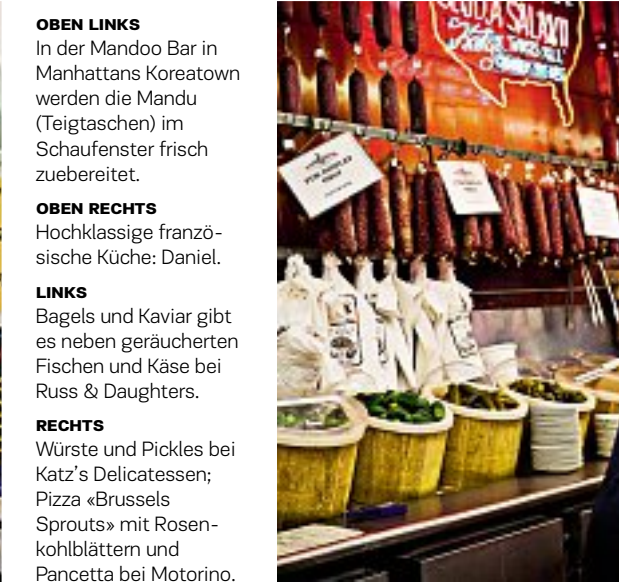 OBEN LINKS
In der Mandoo Bar in
Manhattans Koreatown
werden die Mandu
(Teigtaschen) im
Schaufenster frisch
zuebereitet.
OBEN RECHTS
Hochklassige franzö-
sische Küche: Daniel.
LINKS
Bagels und Kaviar gibt
es neben geräucherten
Fischen und Käse bei
Russ & Daughters.
RECHTS
Würste und Pickles bei
Katz’s Delicatessen;
Pizza «Brussels
Sprouts» mit Rosen-
kohlblättern und
Pancetta bei Motorino.
SALAMI